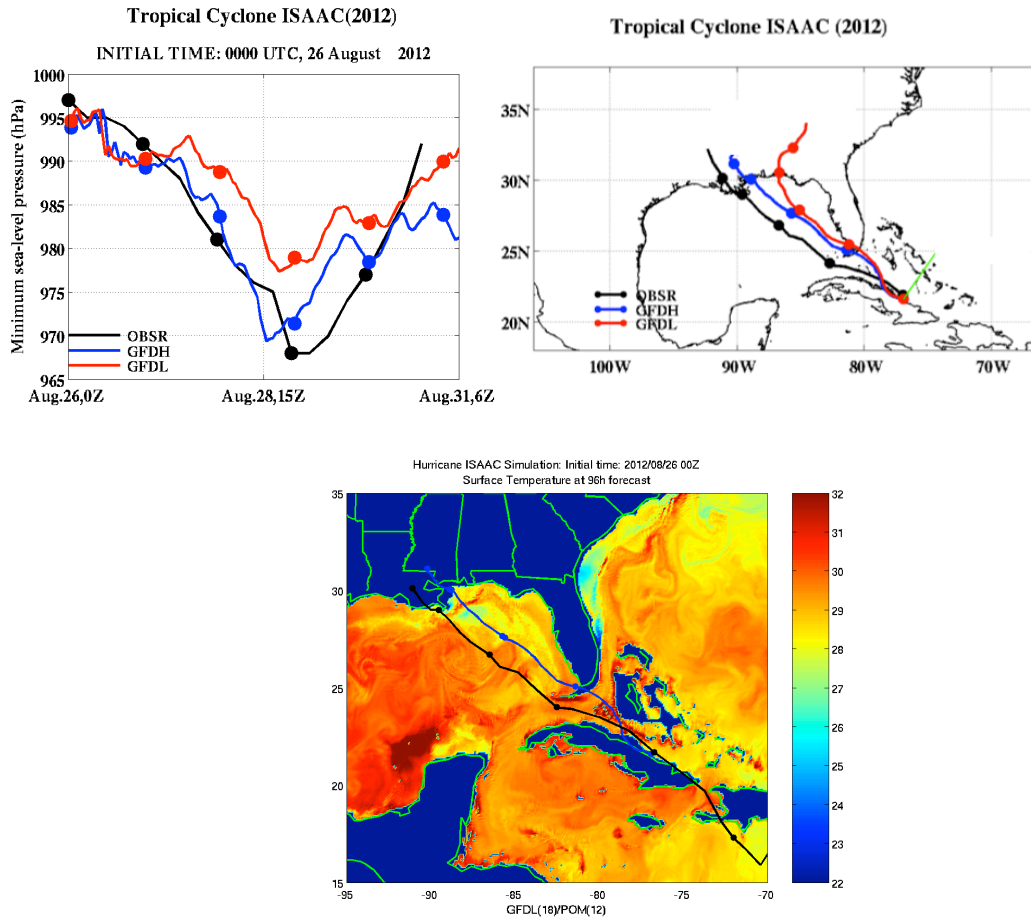 Tropical Cyclone ISAAC(2012)
INITIAL TIME: 0000 UTC, 26 August 2012
Minimum sea-level pressure (hPa)
1000
995
990
985
980
975
970
965
OBSR
GFDH
GFDL
Aug.26,0Z
Aug.28,15Z
Aug.31,6Z
Tropical Cyclone ISAAC (2012)
35N
30N
25N
20N
OBSR
GFDH
GFDL
100W
90W
80W
70W
Hurricane ISAAC Simulation: Initial time: 2012/08/26 00Z
Surface Temperature at 96h forecast
35
30
25
20
15
-95
-90
-85
-80
-75
-70
GFDL(18)/POM(12)
32
31
30
29
28
27
26
25
24
23
22